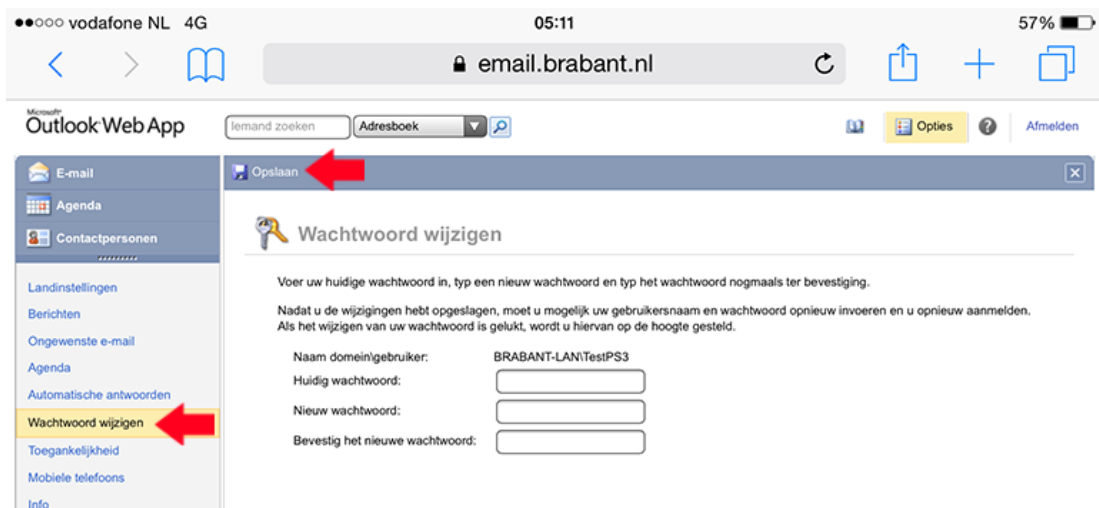 vodafone NL 4G 05:11 57%
email.brabant.nl
Microsoft®
Outlook Web App Iemand zoeken Adresboek Opties Afmelden
E-mail Opslaan
Agenda
Contactpersonen Wachtwoord wijzigen
Voer uw huidige wachtwoord in, typ een nieuw wachtwoord en typ het wachtwoord nogmaals ter bevestiging.
Landinstellingen
Berichten Nadat u de wijzigingen hebt opgeslagen, moet u mogelijk uw gebruikersnaam en wachtwoord opnieuw invoeren en u opnieuw aanmelden.
Als het wijzigen van uw wachtwoord is gelukt, wordt u hiervan op de hoogte gesteld.
Ongewenste e-mail
Naam domein\gebruiker: BRABANT-LAN\TestPS3
Agenda
Huidig wachtwoord:
Automatische antwoorden
Nieuw wachtwoord:
Wachtwoord wijzigen
Bevestig het nieuwe wachtwoord:
Toegankelijkheid
Mobiele telefoons
Info